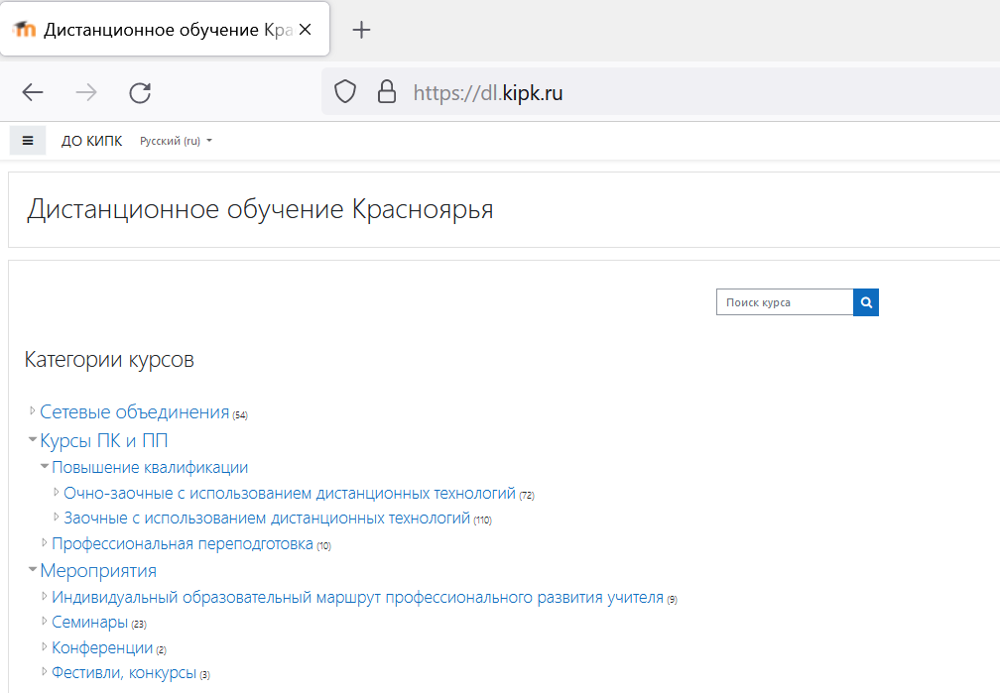 Дистанционное обучение Кра
https://dl.kipk.ru
ДО КИПК Русский (ru)
Дистанционное обучение Красноярья
Поиск курса
Категории курсов
Сетевые объединения (54)
Курсы ПК и ПП
Повышение квалификации
Очно-заочные с использованием дистанционных технологий (72)
Заочные с использованием дистанционных технологий (110)
Профессиональная переподготовка (10)
Мероприятия
Индивидуальный образовательный маршрут профессионального развития учителя (9)
Семинары (23)
Конференции (2)
Фестивли, конкурсы (3)